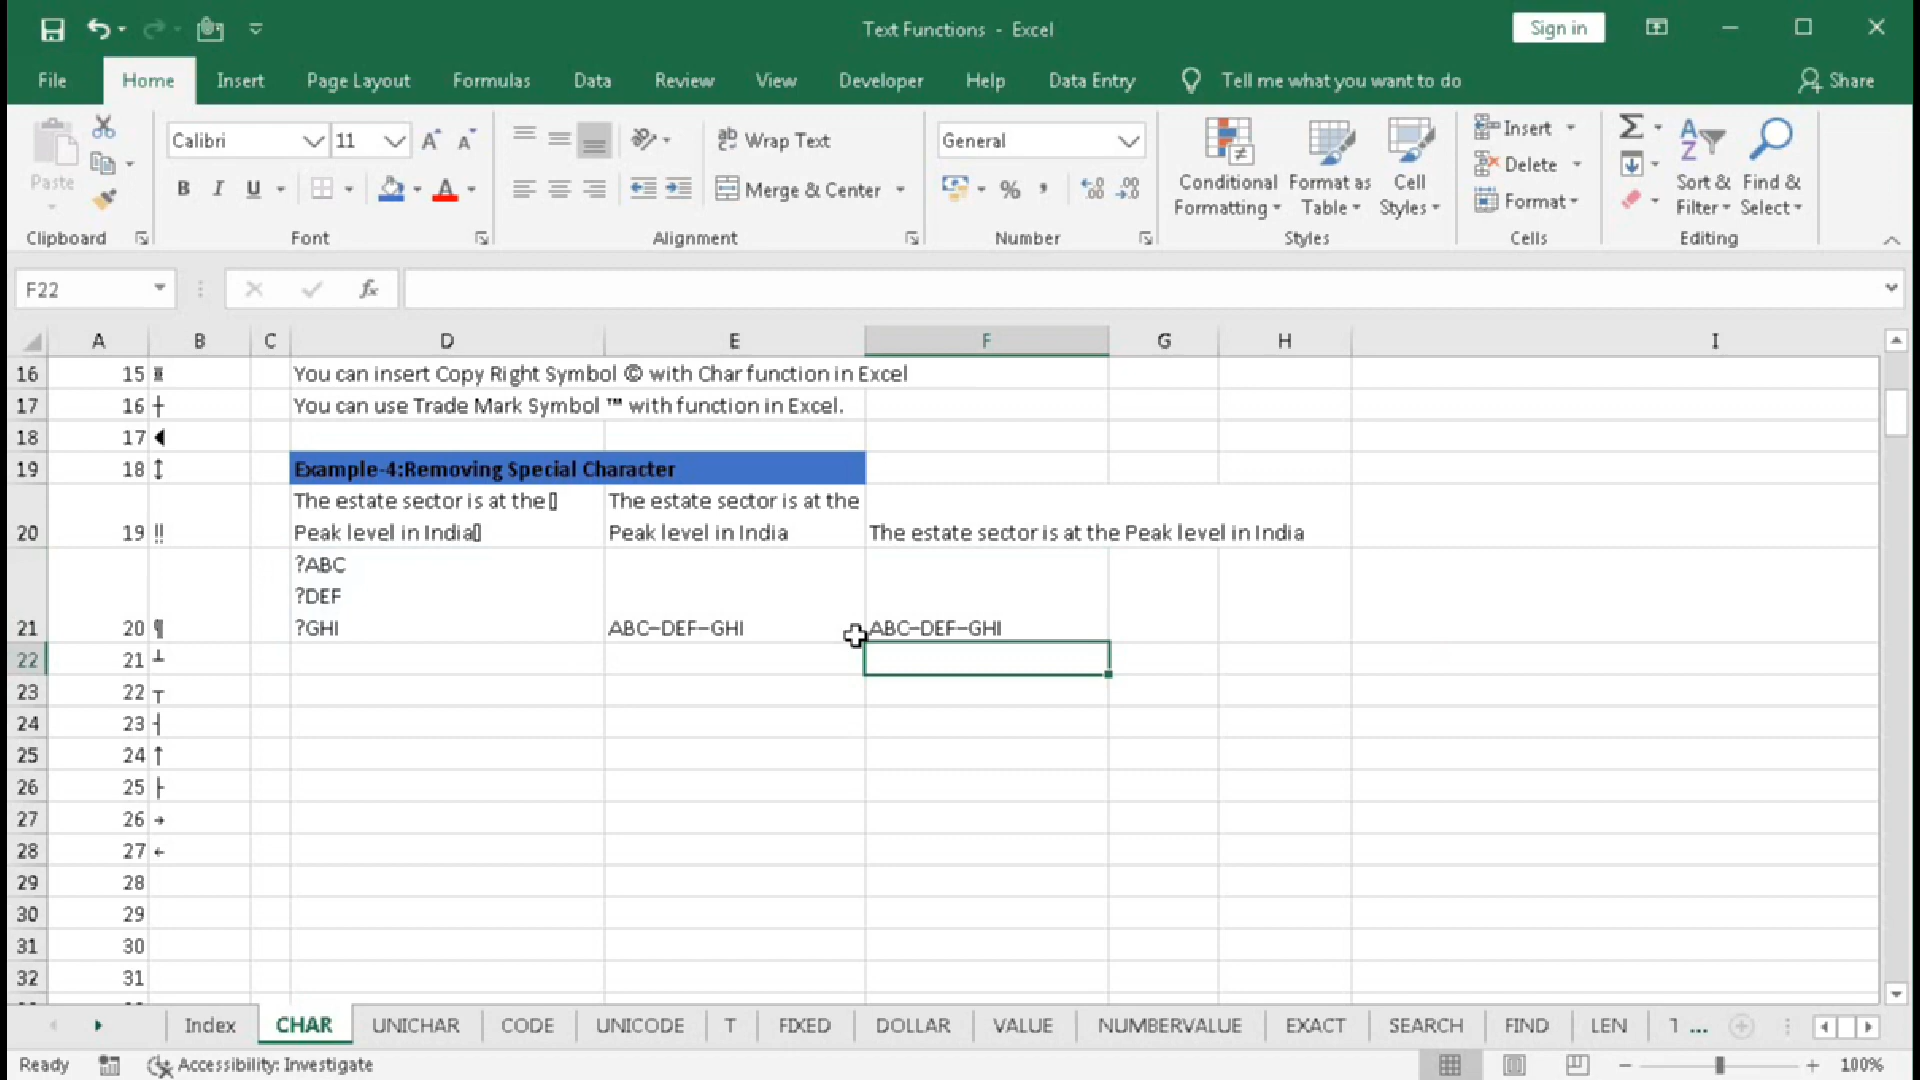 Text Functions - Excel
Sign in
File Home Insert Page Layout Formulas Data Review View Developer Help Data Entry Tell me what you want to do Share
Paste
Clipboard
Calibri 11
B I U
Font
Wrap Text
Merge & Center
Alignment
General
Number
Conditional Formatting
Format as Table
Cell Styles
Styles
Insert
Delete
Format
Cells
Sort & Filter
Find & Select
Editing
F22
fx
A B C D E F G H I
16 15 You can insert Copy Right Symbol © with Char function in Excel
17 16 ┼ You can use Trade Mark Symbol ™ with function in Excel.
18 17 ◄
19 18 ↕ Example-4:Removing Special Character
The estate sector is at the▯ The estate sector is at the
20 19 ‼ Peak level in India▯ Peak level in India The estate sector is at the Peak level in India
?ABC
?DEF
21 20 ¶ ?GHI ABC–DEF–GHI ABC–DEF–GHI
22 21 ┴
23 22 ┬
24 23 ┤
25 24 ↑
26 25 ├
27 26 →
28 27 ←
29 28
30 29
31 30
32 31
Index CHAR UNICHAR CODE UNICODE T FIXED DOLLAR VALUE NUMBERVALUE EXACT SEARCH FIND LEN
Ready Accessibility: Investigate 100%